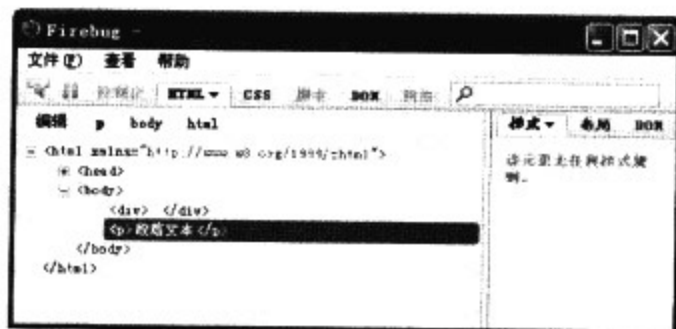 Firebug -
文件(F) 查看 帮助
控制台 HTML CSS 脚本 DOM 网络
编辑 p body html
样式 布局 DOM
<html xmlns="http://www.w3.org/1999/xhtml">
<head>
<body>
<div> </div>
<p>段落文本</p>
</body>
</html>
该元素没有样式规
则。